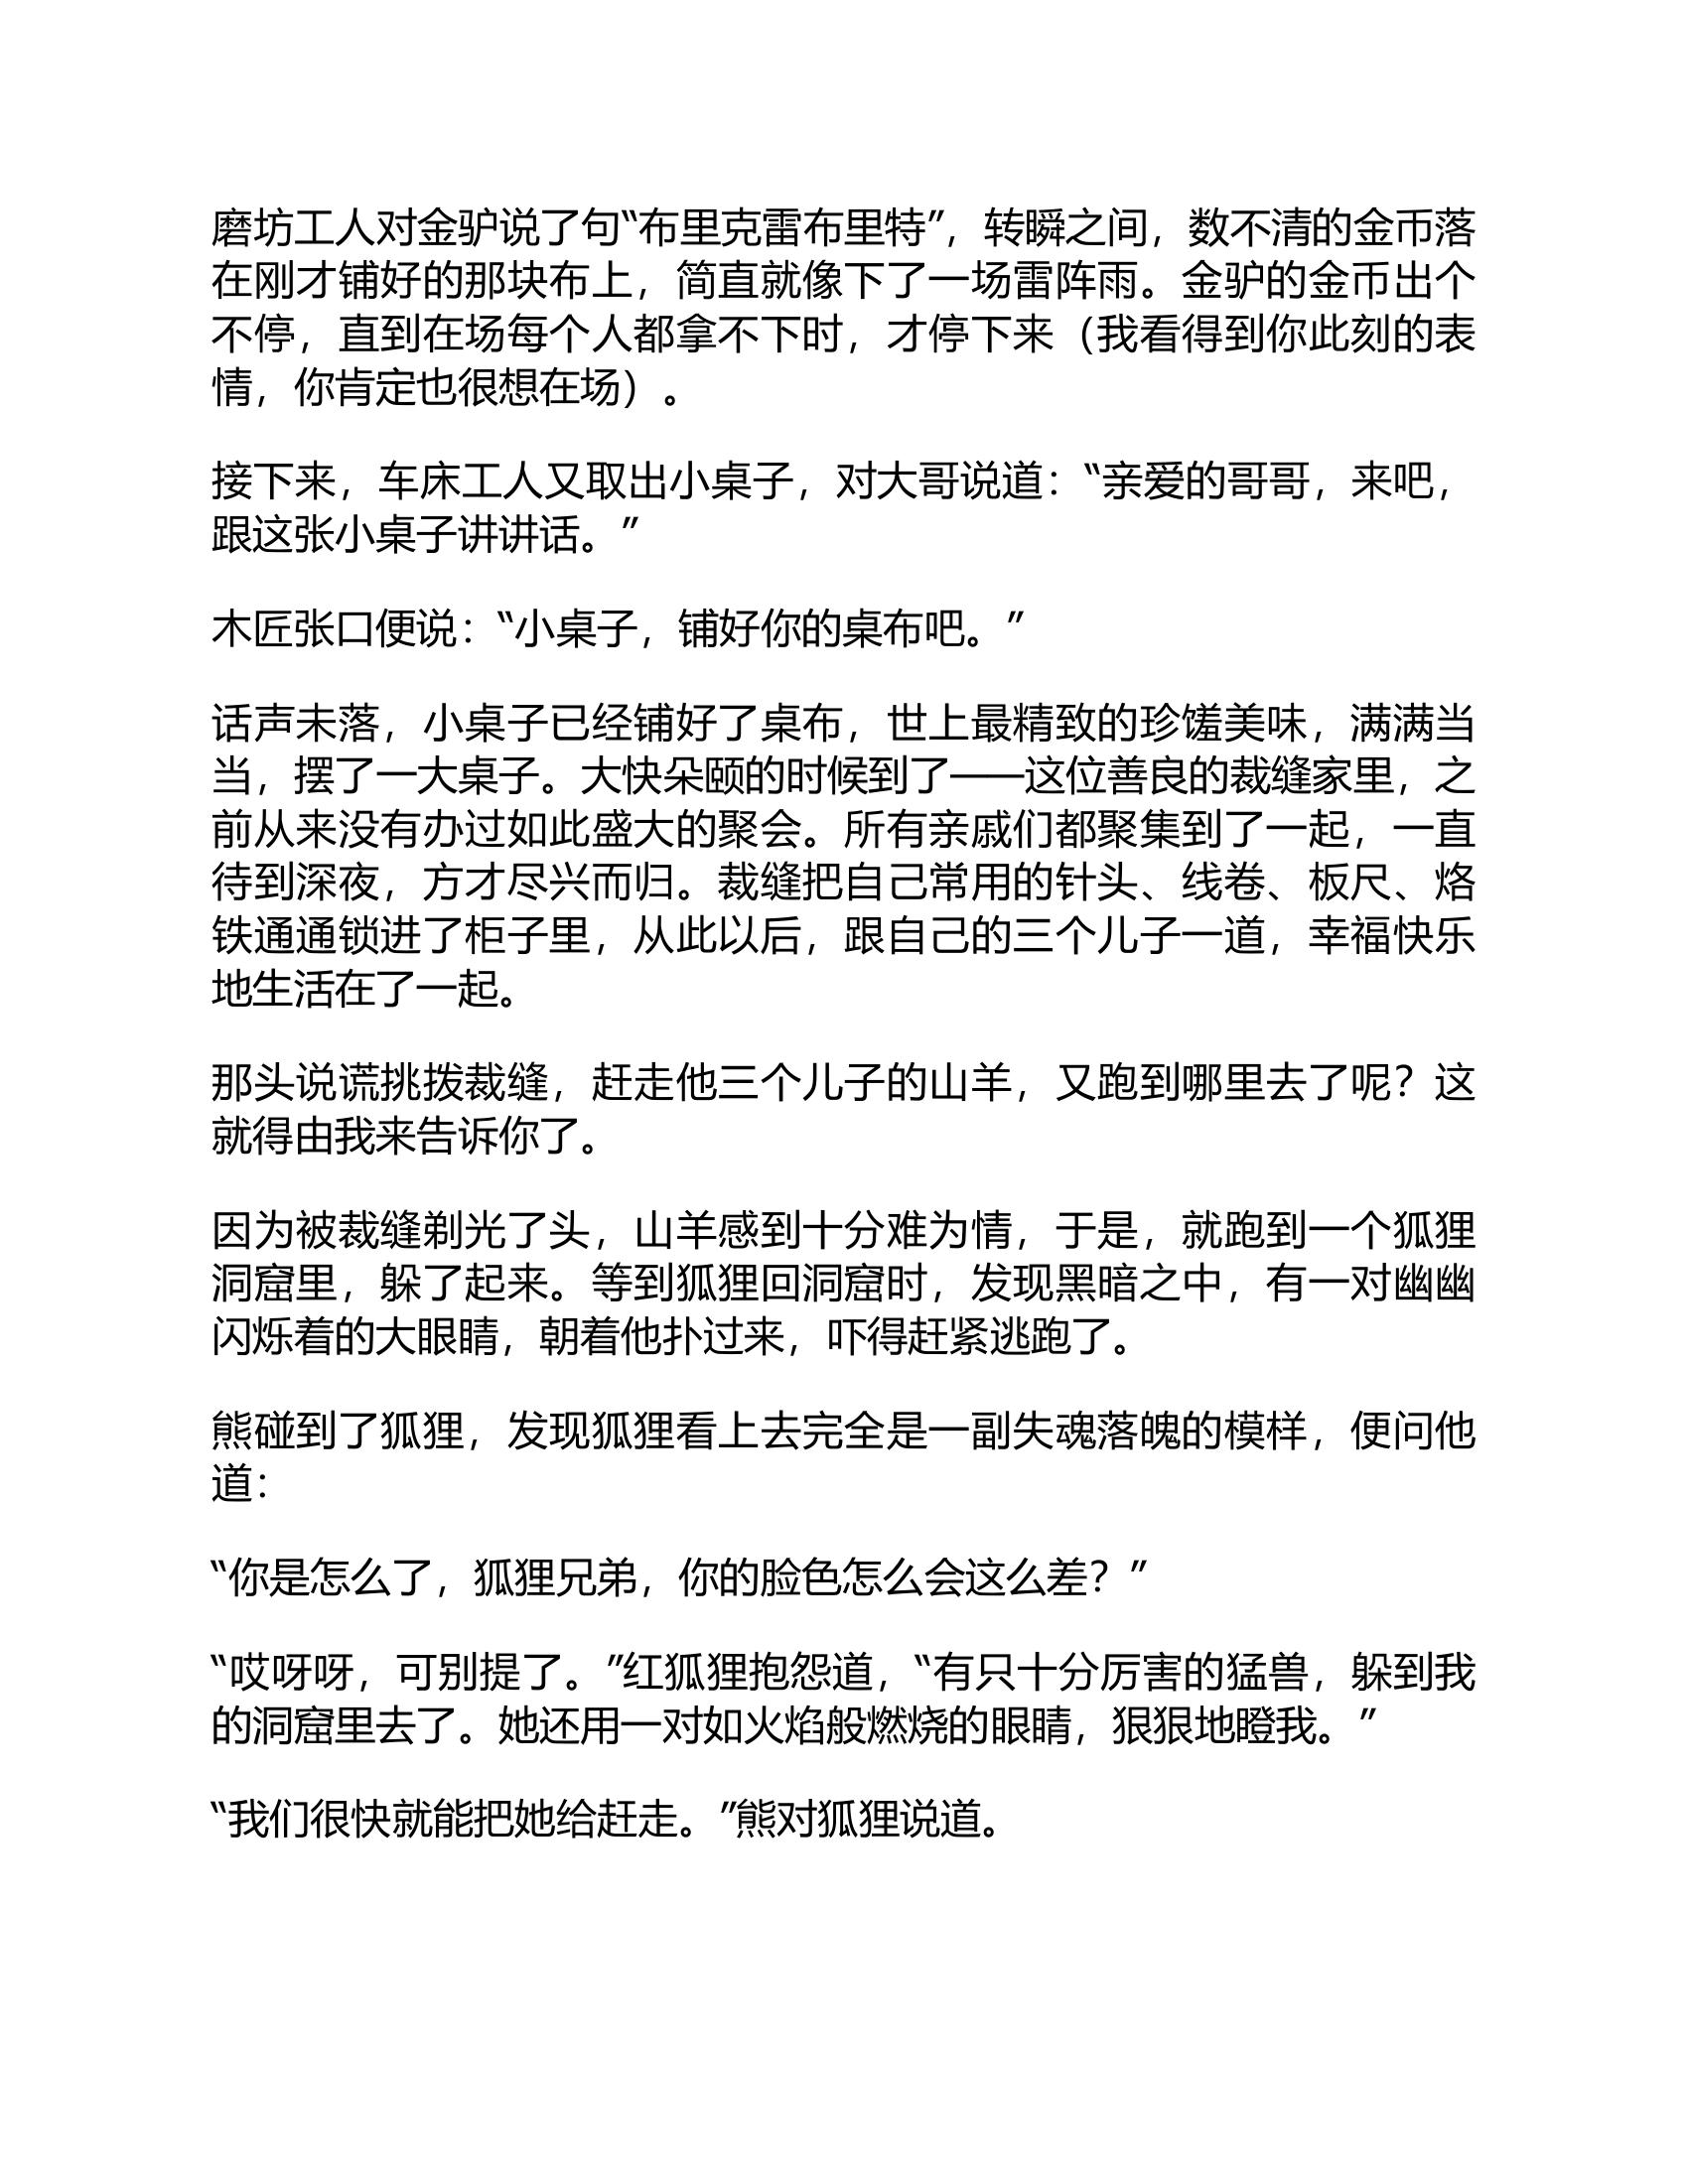 磨坊工人对金驴说了句“布里克雷布里特”，转瞬之间，数不清的金币落
在刚才铺好的那块布上，简直就像下了一场雷阵雨。金驴的金币出个
不停，直到在场每个人都拿不下时，才停下来（我看得到你此刻的表
情，你肯定也很想在场）。
接下来，车床工人又取出小桌子，对大哥说道：“亲爱的哥哥，来吧，
跟这张小桌子讲讲话。”
木匠张口便说：“小桌子，铺好你的桌布吧。”
话声未落，小桌子已经铺好了桌布，世上最精致的珍馐美味，满满当
当，摆了一大桌子。大快朵颐的时候到了——这位善良的裁缝家里，之
前从来没有办过如此盛大的聚会。所有亲戚们都聚集到了一起，一直
待到深夜，方才尽兴而归。裁缝把自己常用的针头、线卷、板尺、烙
铁通通锁进了柜子里，从此以后，跟自己的三个儿子一道，幸福快乐
地生活在了一起。
那头说谎挑拨裁缝，赶走他三个儿子的山羊，又跑到哪里去了呢？这
就得由我来告诉你了。
因为被裁缝剃光了头，山羊感到十分难为情，于是，就跑到一个狐狸
洞窟里，躲了起来。等到狐狸回洞窟时，发现黑暗之中，有一对幽幽
闪烁着的大眼睛，朝着他扑过来，吓得赶紧逃跑了。
熊碰到了狐狸，发现狐狸看上去完全是一副失魂落魄的模样，便问他
道：
“你是怎么了，狐狸兄弟，你的脸色怎么会这么差？”
“哎呀呀，可别提了。”红狐狸抱怨道，“有只十分厉害的猛兽，躲到我
的洞窟里去了。她还用一对如火焰般燃烧的眼睛，狠狠地瞪我。”
“我们很快就能把她给赶走。”熊对狐狸说道。